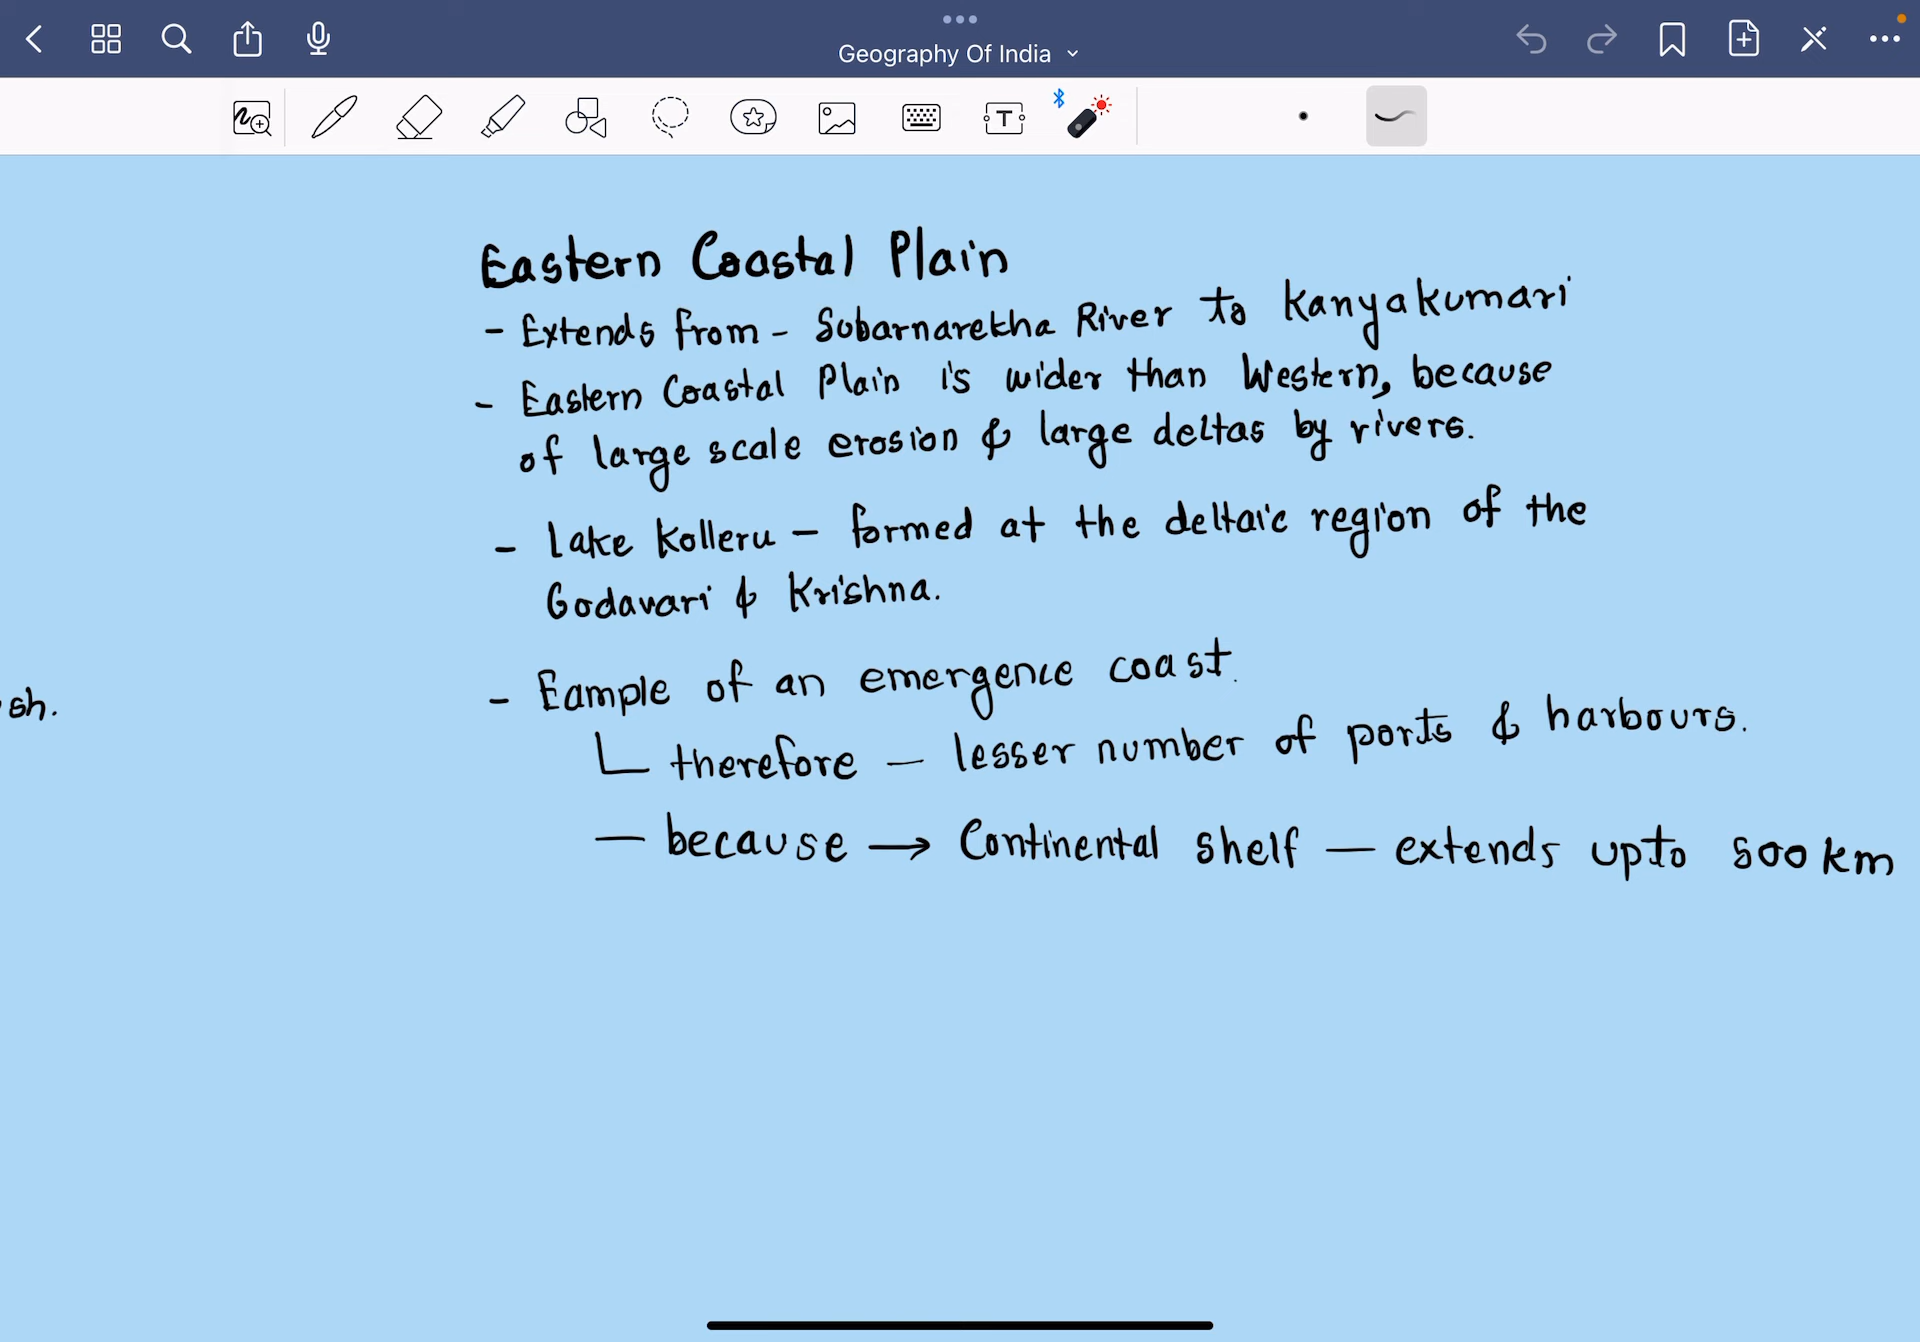 Geography Of India
T
Eastern Coastal Plain
- Extends from - Subarnarekha River to Kanyakumari
- Eastern Coastal Plain is wider than Western, because
of large scale erosion & large deltas by rivers.
- Lake Kolleru - formed at the deltaic region of the
Godavari & Krishna.
- Eample of an emergence coast.
sh.
therefore - lesser number of ports & harbours.
- because → Continental shelf - extends upto 500 km